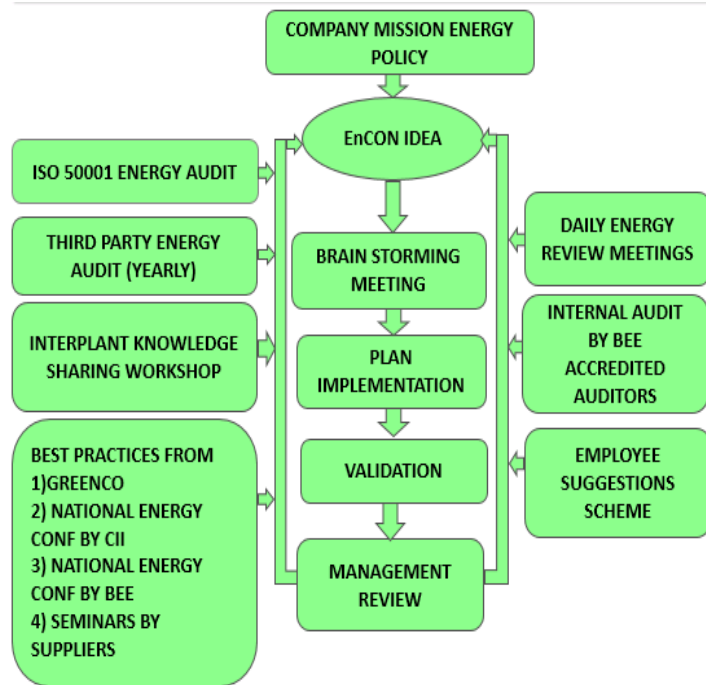 COMPANY MISSION ENERGY
POLICY
EnCON IDEA
ISO 50001 ENERGY AUDIT
THIRD PARTY ENERGY
AUDIT (YEARLY)
INTERPLANT KNOWLEDGE
SHARING WORKSHOP
BEST PRACTICES FROM
1)GREENCO
2) NATIONAL ENERGY
CONF BY CII
3) NATIONAL ENERGY
CONF BY BEE
4) SEMINARS BY
SUPPLIERS
BRAIN STORMING
MEETING
PLAN
IMPLEMENTATION
VALIDATION
MANAGEMENT
REVIEW
DAILY ENERGY
REVIEW MEETINGS
INTERNAL AUDIT
BY BEE
ACCREDITED
AUDITORS
EMPLOYEE
SUGGESTIONS
SCHEME